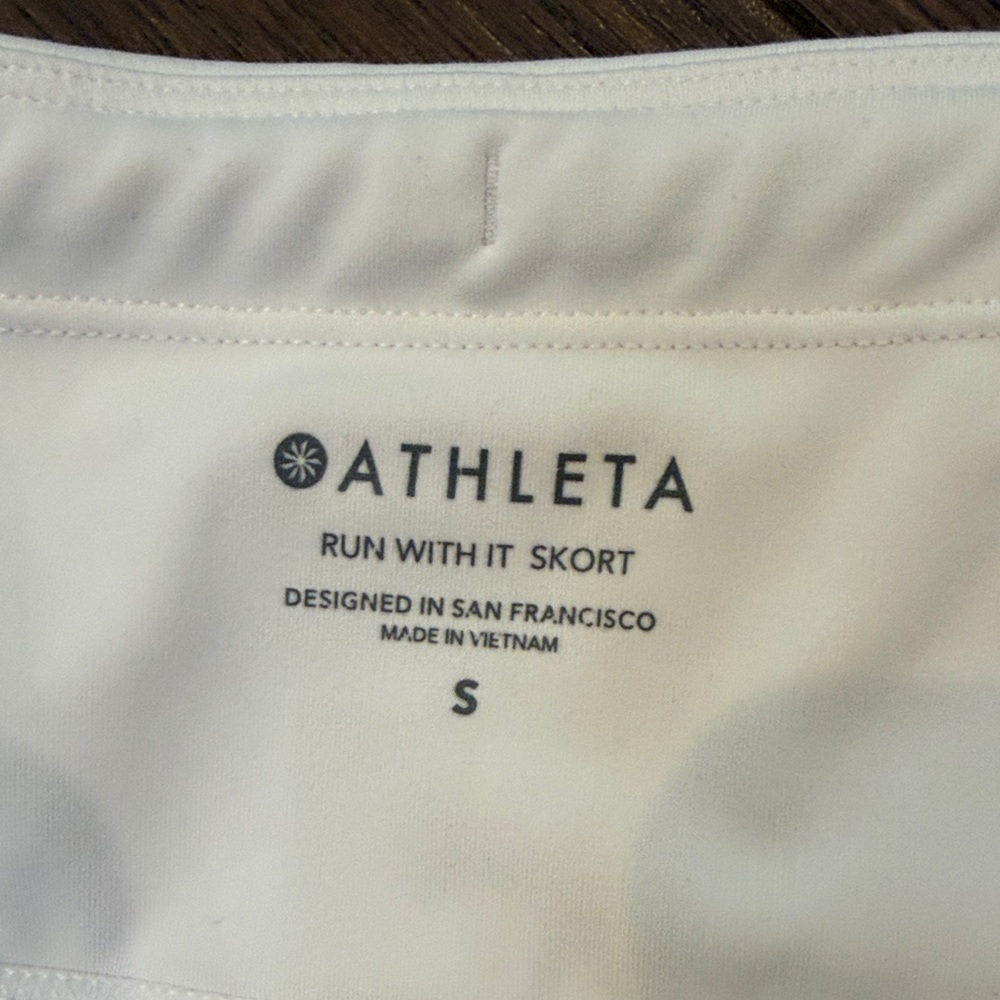 ATHLETA
RUN WITH IT SKORT
DESIGNED IN SAN FRANCISCO
MADE IN VIETNAM
S